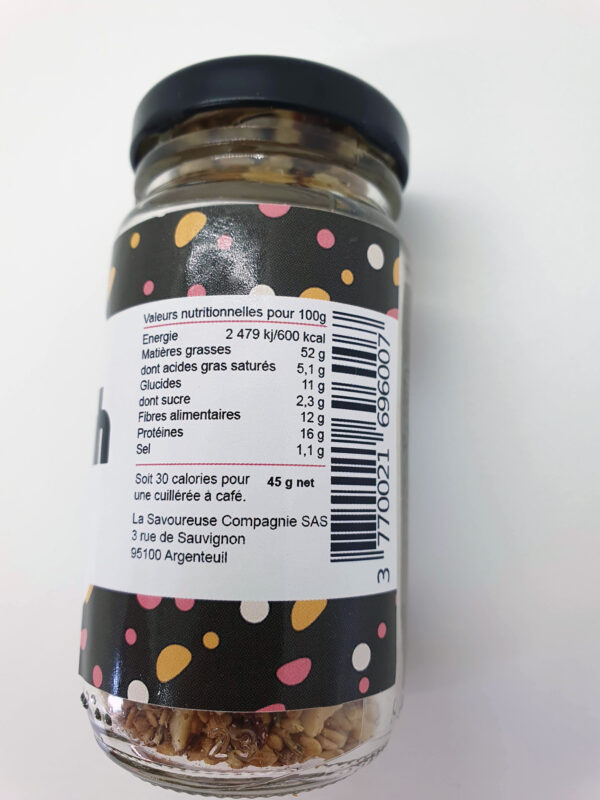 h
Valeurs nutritionnelles pour 100g
Energie 2 479 kj/600 kcal
Matières grasses 52 g
dont acides gras saturés 5,1 g
Glucides 11 g
dont sucre 2,3 g
Fibres alimentaires 12 g
Protéines 16 g
Sel 1,1 g
Soit 30 calories pour 45 g net
une cuillérée à café.
La Savoureuse Compagnie SAS
3 rue de Sauvignon
95100 Argenteuil
3 770021 696007